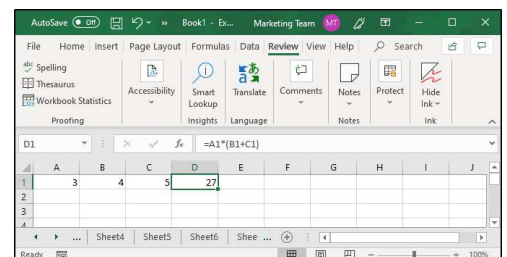 AutoSave Off Book1 - Ex... Marketing Team MT
File Home Insert Page Layout Formulas Data Review View Help Search
abc Spelling
Thesaurus
Workbook Statistics
Proofing
Accessibility
Smart Lookup
Insights
a あ Translate
Language
Comments
Notes
Notes
Protect
Hide Ink
Ink
D1 fx =A1*(B1+C1)
A B C D E F G H I J
1 3 4 5 27
2
3
4
... Sheet4 Sheet5 Sheet6 Shee ...
Ready 100%